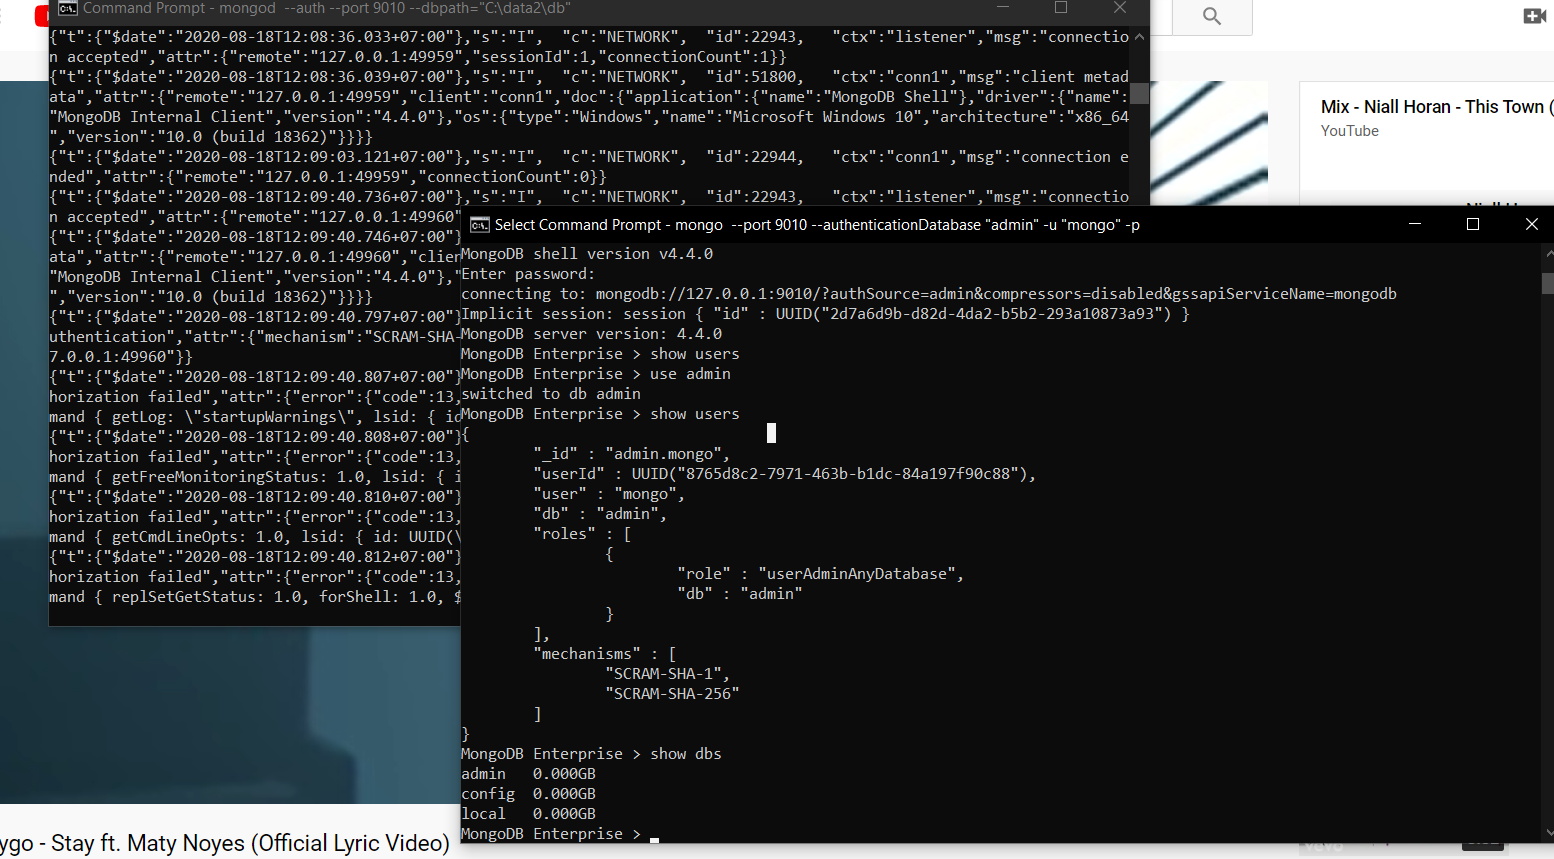 Command Prompt - mongod  --auth --port 9010 --dbpath="C:\data2\db"
{"t":{"$date":"2020-08-18T12:08:36.033+07:00"},"s":"I",  "c":"NETWORK",  "id":22943,   "ctx":"listener","msg":"connectio
n accepted","attr":{"remote":"127.0.0.1:49959","sessionId":1,"connectionCount":1}}
{"t":{"$date":"2020-08-18T12:08:36.039+07:00"},"s":"I",  "c":"NETWORK",  "id":51800,   "ctx":"conn1","msg":"client metad
ata","attr":{"remote":"127.0.0.1:49959","client":"conn1","doc":{"application":{"name":"MongoDB Shell"},"driver":{"name":
"MongoDB Internal Client","version":"4.4.0"},"os":{"type":"Windows","name":"Microsoft Windows 10","architecture":"x86_64
","version":"10.0 (build 18362)"}}}}
{"t":{"$date":"2020-08-18T12:09:03.121+07:00"},"s":"I",  "c":"NETWORK",  "id":22944,   "ctx":"conn1","msg":"connection e
nded","attr":{"remote":"127.0.0.1:49959","connectionCount":0}}
{"t":{"$date":"2020-08-18T12:09:40.736+07:00"},"s":"I",  "c":"NETWORK",  "id":22943,   "ctx":"listener","msg":"connectio
n accepted","attr":{"remote":"127.0.0.1:49960"
{"t":{"$date":"2020-08-18T12:09:40.746+07:00"}
ata","attr":{"remote":"127.0.0.1:49960","clien
"MongoDB Internal Client","version":"4.4.0"},"
","version":"10.0 (build 18362)"}}}}
{"t":{"$date":"2020-08-18T12:09:40.797+07:00"}
uthentication","attr":{"mechanism":"SCRAM-SHA-
7.0.0.1:49960"}}
{"t":{"$date":"2020-08-18T12:09:40.807+07:00"}
horization failed","attr":{"error":{"code":13,
mand { getLog: \"startupWarnings\", lsid: { id
{"t":{"$date":"2020-08-18T12:09:40.808+07:00"}
horization failed","attr":{"error":{"code":13,
mand { getFreeMonitoringStatus: 1.0, lsid: { i
{"t":{"$date":"2020-08-18T12:09:40.810+07:00"}
horization failed","attr":{"error":{"code":13,
mand { getCmdLineOpts: 1.0, lsid: { id: UUID(\
{"t":{"$date":"2020-08-18T12:09:40.812+07:00"}
horization failed","attr":{"error":{"code":13,
mand { replSetGetStatus: 1.0, forShell: 1.0, $
Mix - Niall Horan - This Town (
YouTube
Select Command Prompt - mongo  --port 9010 --authenticationDatabase "admin" -u "mongo" -p
MongoDB shell version v4.4.0
Enter password:
connecting to: mongodb://127.0.0.1:9010/?authSource=admin&compressors=disabled&gssapiServiceName=mongodb
Implicit session: session { "id" : UUID("2d7a6d9b-d82d-4da2-b5b2-293a10873a93") }
MongoDB server version: 4.4.0
MongoDB Enterprise > show users
MongoDB Enterprise > use admin
switched to db admin
MongoDB Enterprise > show users
{
        "_id" : "admin.mongo",
        "userId" : UUID("8765d8c2-7971-463b-b1dc-84a197f90c88"),
        "user" : "mongo",
        "db" : "admin",
        "roles" : [
                {
                        "role" : "userAdminAnyDatabase",
                        "db" : "admin"
                }
        ],
        "mechanisms" : [
                "SCRAM-SHA-1",
                "SCRAM-SHA-256"
        ]
}
MongoDB Enterprise > show dbs
admin   0.000GB
config  0.000GB
local   0.000GB
MongoDB Enterprise >
ygo - Stay ft. Maty Noyes (Official Lyric Video)